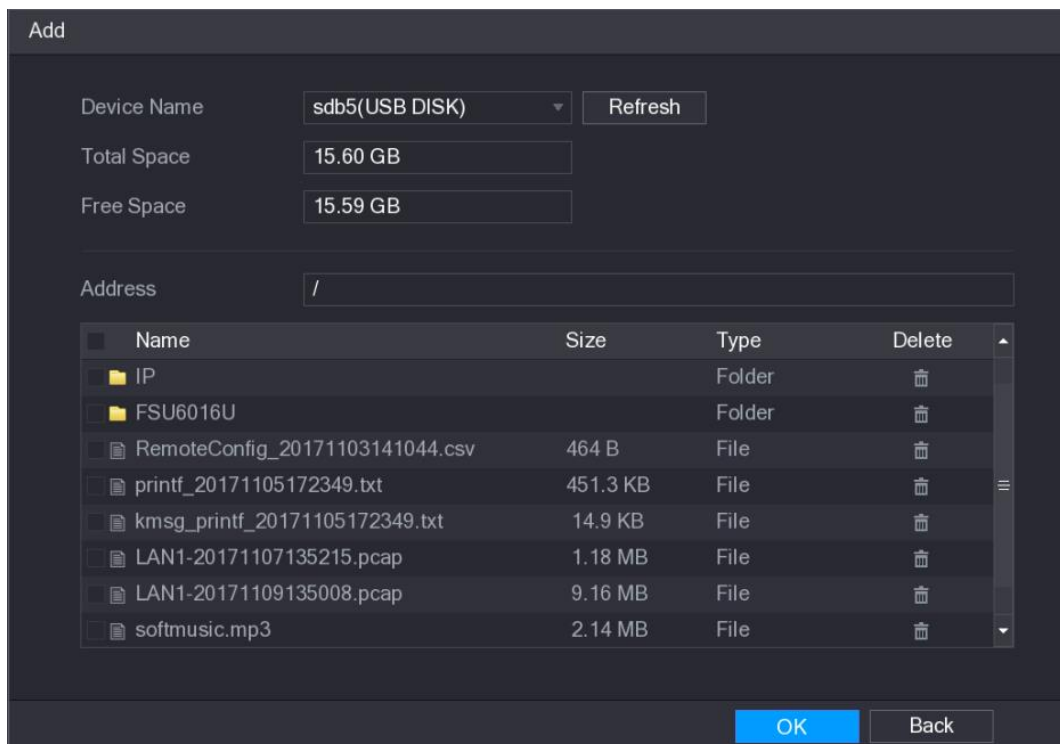 Add
Device Name sdb5(USB DISK) Refresh
Total Space 15.60 GB
Free Space 15.59 GB
Address /
Name Size Type Delete
IP Folder
FSU6016U Folder
RemoteConfig_20171103141044.csv 464 B File
printf_20171105172349.txt 451.3 KB File
kmsg_printf_20171105172349.txt 14.9 KB File
LAN1-20171107135215.pcap 1.18 MB File
LAN1-20171109135008.pcap 9.16 MB File
softmusic.mp3 2.14 MB File
OK Back